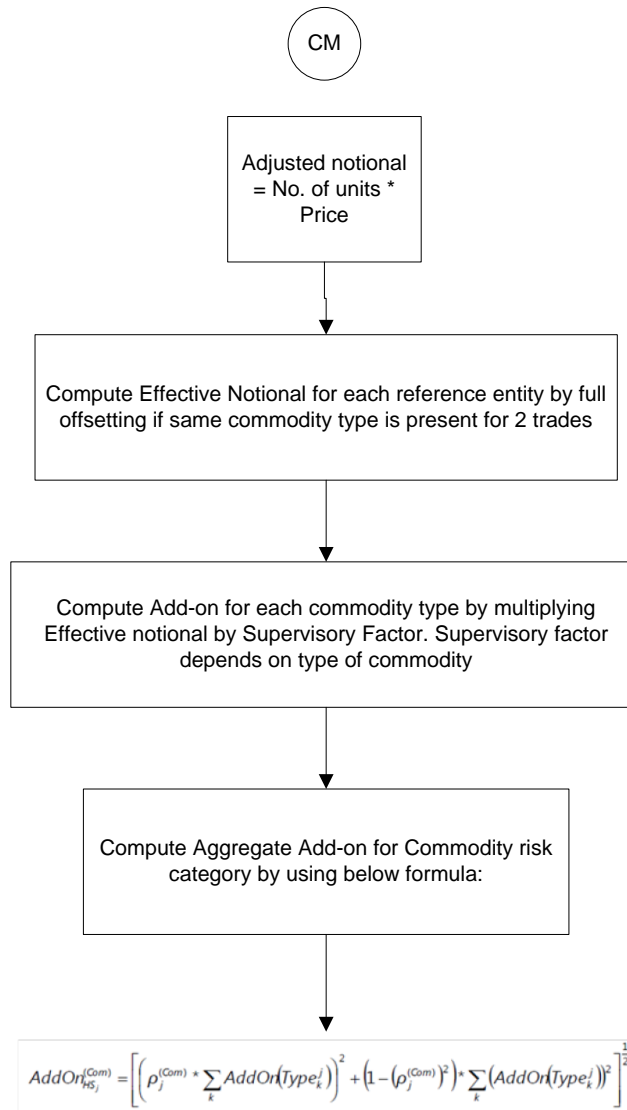 CM
Adjusted notional
= No. of units *
Price
Compute Effective Notional for each reference entity by full
offsetting if same commodity type is present for 2 trades
Compute Add-on for each commodity type by multiplying
Effective notional by Supervisory Factor. Supervisory factor
depends on type of commodity
Compute Aggregate Add-on for Commodity risk
category by using below formula:
AddOn_{HS_j}^{(Com)} = [(ρ_j^{(Com)} * ∑_k AddOn(Type_k^j))^2 + (1-(ρ_j^{(Com)})^2)* ∑_k (AddOn(Type_k^j))^2]^{1/2}